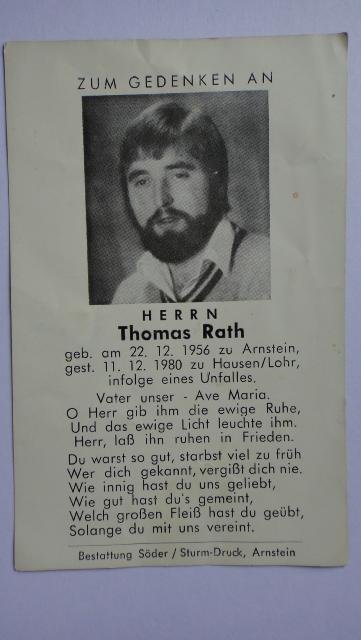 ZUM GEDENKEN AN
HERRN
Thomas Rath
geb. am 22. 12. 1956 zu Arnstein,
gest. 11. 12. 1980 zu Hausen/Lohr,
infolge eines Unfalles.
Vater unser - Ave Maria.
O Herr gib ihm die ewige Ruhe,
Und das ewige Licht leuchte ihm.
Herr, laß ihn ruhen in Frieden.
Du warst so gut, starbst viel zu früh
Wer dich gekannt, vergißt dich nie.
Wie innig hast du uns geliebt,
Wie gut hast du's gemeint,
Welch großen Fleiß hast du geübt,
Solange du mit uns vereint.
Bestattung Söder / Sturm-Druck, Arnstein